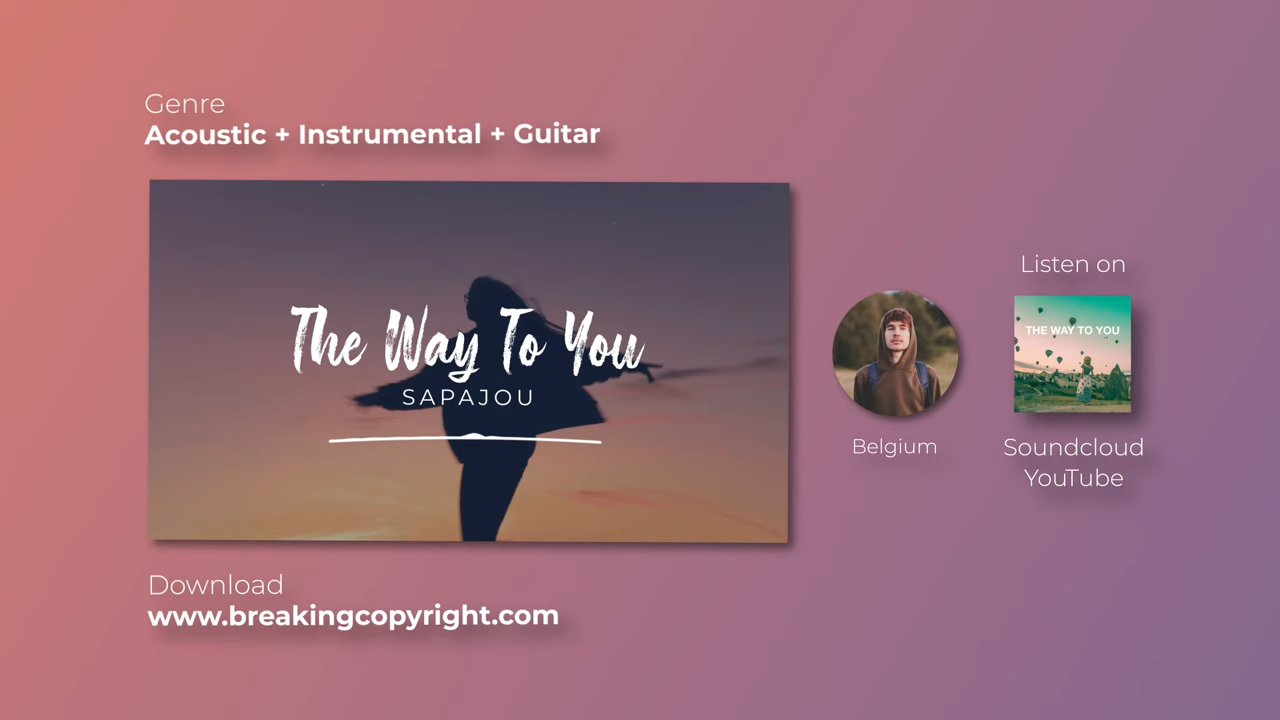 Genre
Acoustic + Instrumental + Guitar
The Way To You
SAPAJOU
Belgium
Listen on
THE WAY TO YOU
Soundcloud
YouTube
Download
www.breakingcopyright.com